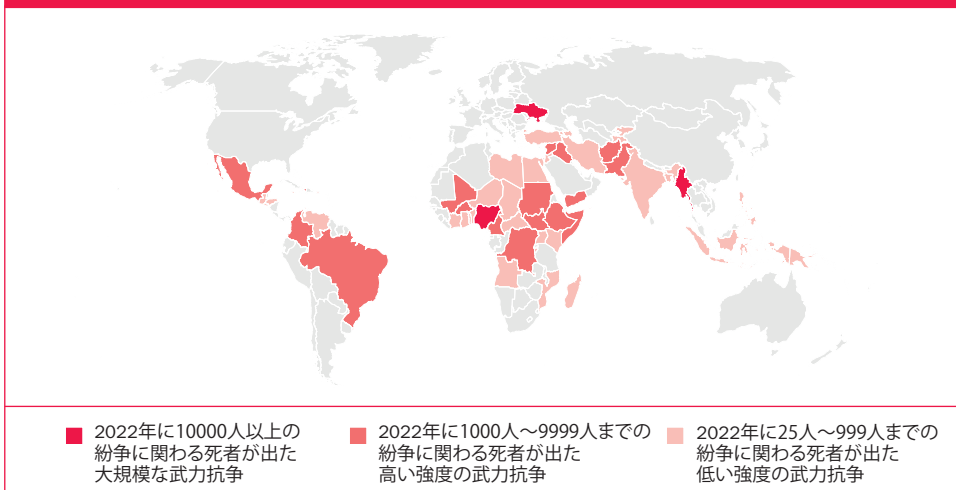 2022年に10000人以上の
紛争に関わる死者が出た
大規模な武力抗争
2022年に1000人～9999人までの
紛争に関わる死者が出た
高い強度の武力抗争
2022年に25人～999人までの
紛争に関わる死者が出た
低い強度の武力抗争